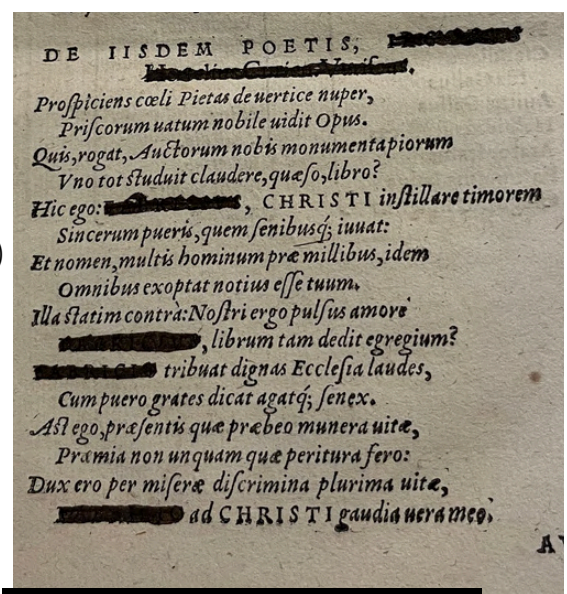 DE IISDEM POETIS,
Proſpiciens cœli Pietas de uertice nuper,
Priſcorum uatum nobile uidit Opus.
Quis, rogat, Auctorum nobis monumenta piorum
Vno tot ſtuduit claudere, quæſo, libro?
Hic ego: , CHRISTI inſtillare timorem
Sincerum pueris, quem ſenibusq́; iuuat:
Et nomen, multis hominum præ millibus, idem
Omnibus exoptat notius eſſe tuum.
Illa ſtatim contrà: Noſtri ergo pulſus amore
, librum tam dedit egregium?
tribuat dignas Eccleſia laudes,
Cum puero grates dicat agatq́; ſenex.
Aſt ego, præſentis quæ præbeo munera uitæ,
Præmia non unquam quæ peritura fero:
Dux ero per miſeræ diſcrimina plurima uitæ,
ad CHRISTI gaudia uera meo.
AV